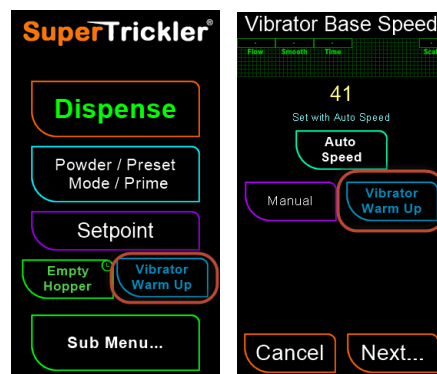 SuperTrickler®
Dispense
Powder / Preset
Mode / Prime
Setpoint
Empty
Hopper
L
Vibrator
Warm Up
Sub Menu...
Vibrator Base Speed
Flow
Smooth
Time
Scal
41
Set with Auto Speed
Auto
Speed
Manual
Vibrator
Warm Up
Cancel
Next...